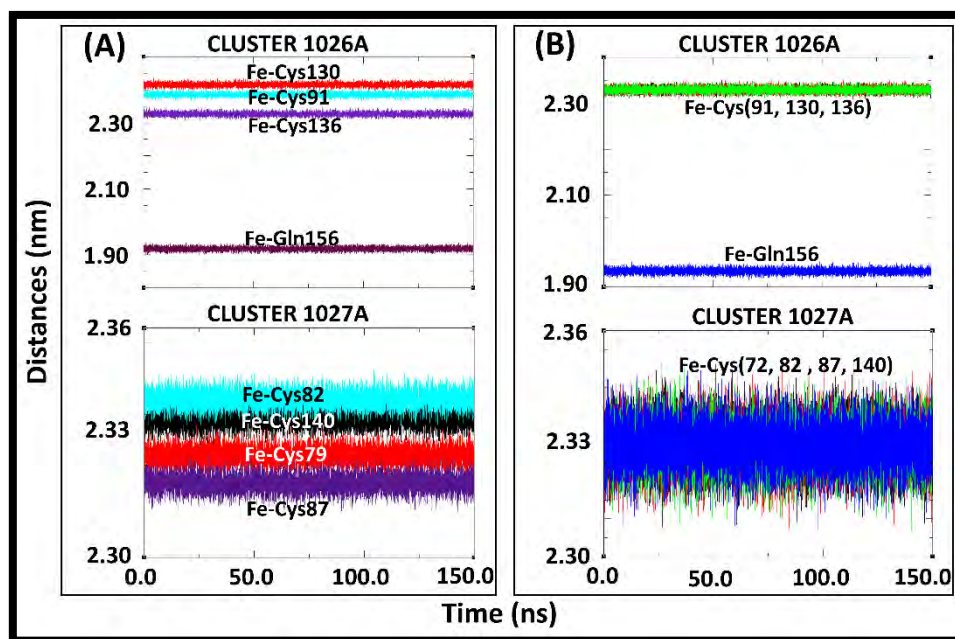 (A)
CLUSTER 1026A
Fe-Cys130
Fe-Cys91
Fe-Cys136
Fe-Gln156
2.30
2.10
1.90
CLUSTER 1027A
Fe-Cys82
Fe-Cys140
Fe-Cys79
Fe-Cys87
2.36
2.33
2.30
0.0 50.0 100.0 150.0
(B)
CLUSTER 1026A
Fe-Cys(91, 130, 136)
Fe-Gln156
2.30
2.10
1.90
CLUSTER 1027A
Fe-Cys(72, 82 , 87, 140)
2.36
2.33
2.30
0.0 50.0 100.0 150.0
Distances (nm)
Time (ns)